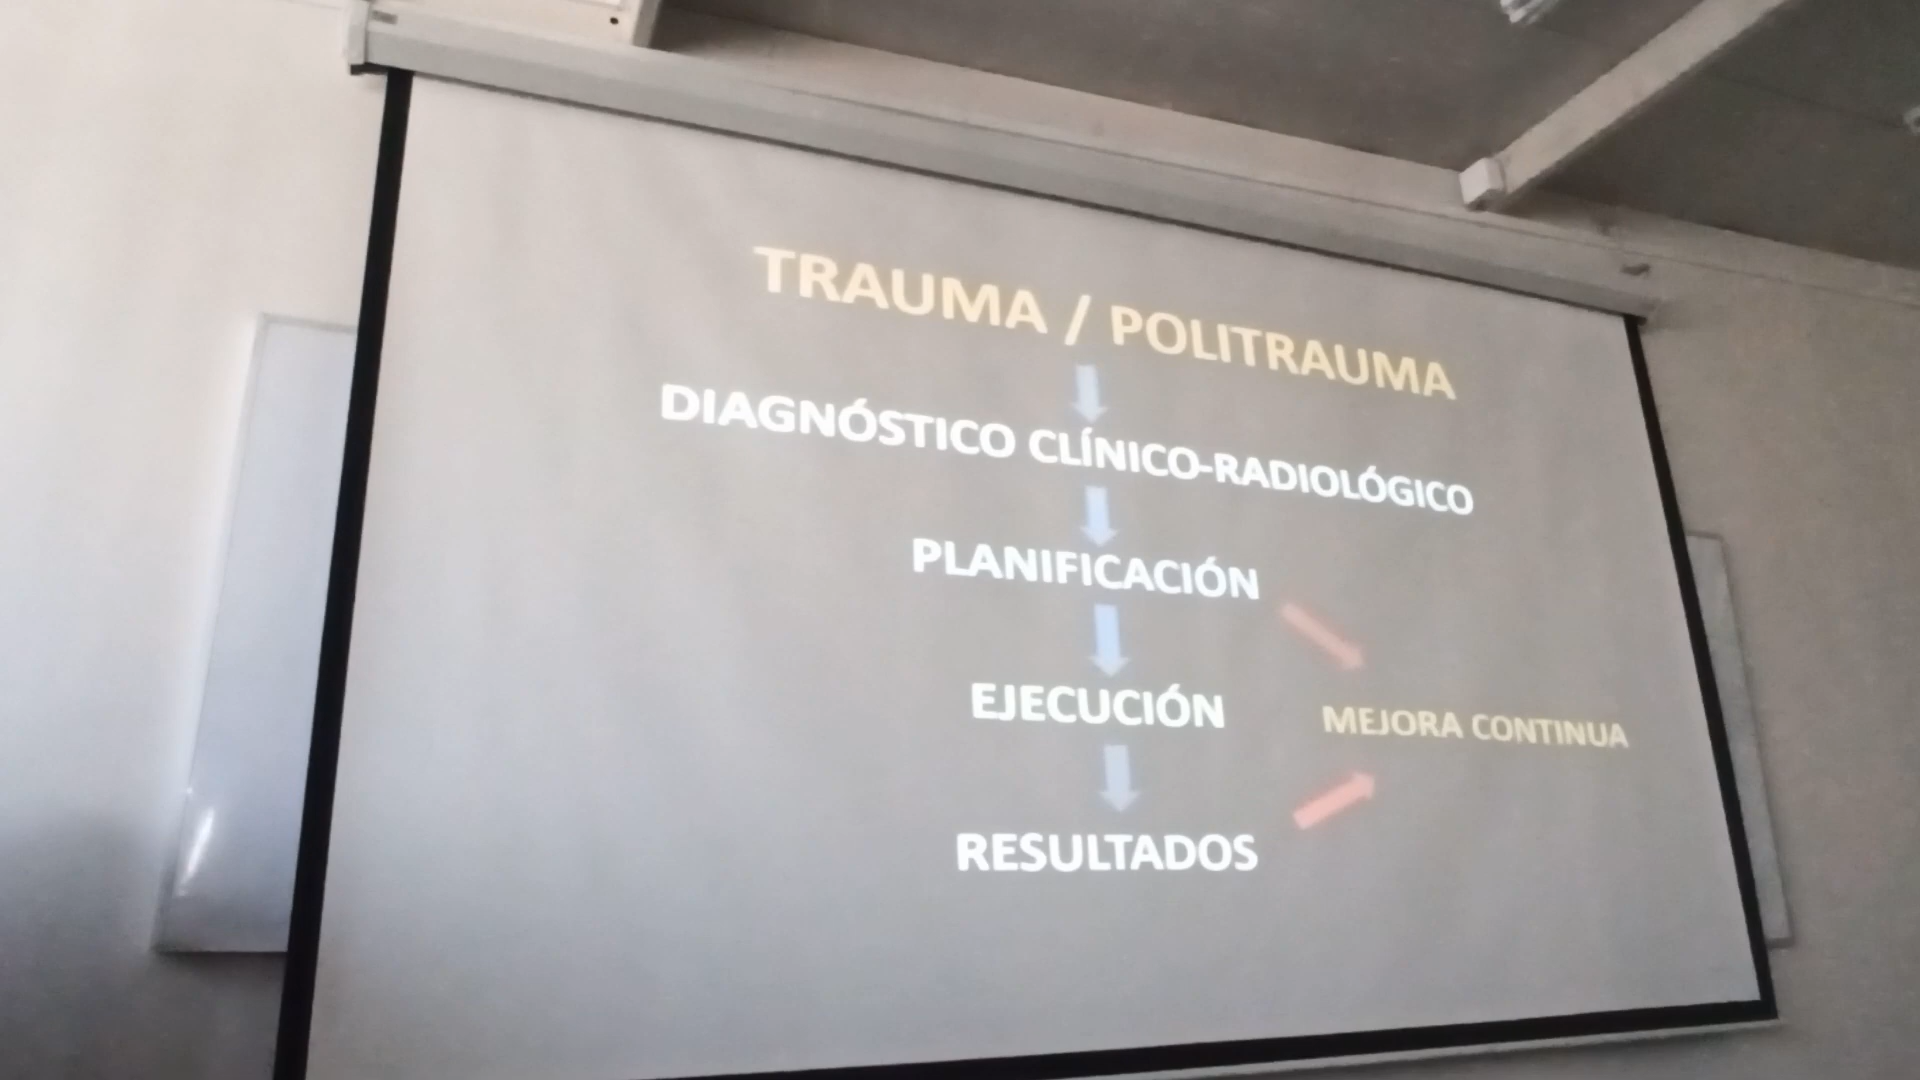 TRAUMA / POLITRAUMA
DIAGNÓSTICO CLÍNICO-RADIOLÓGICO
PLANIFICACIÓN
EJECUCIÓN
MEJORA CONTINUA
RESULTADOS